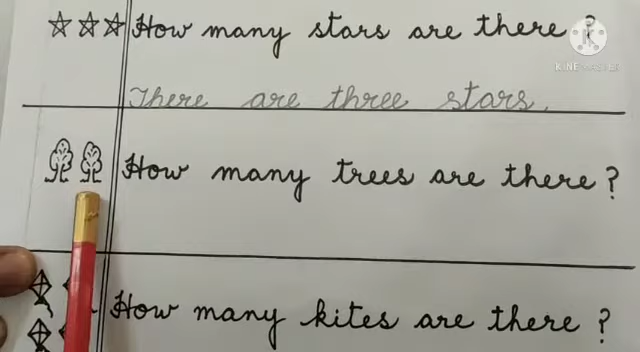 How many stars are there ?
KINEMASTER
There are three stars.
How many trees are there?
How many kites are there ?